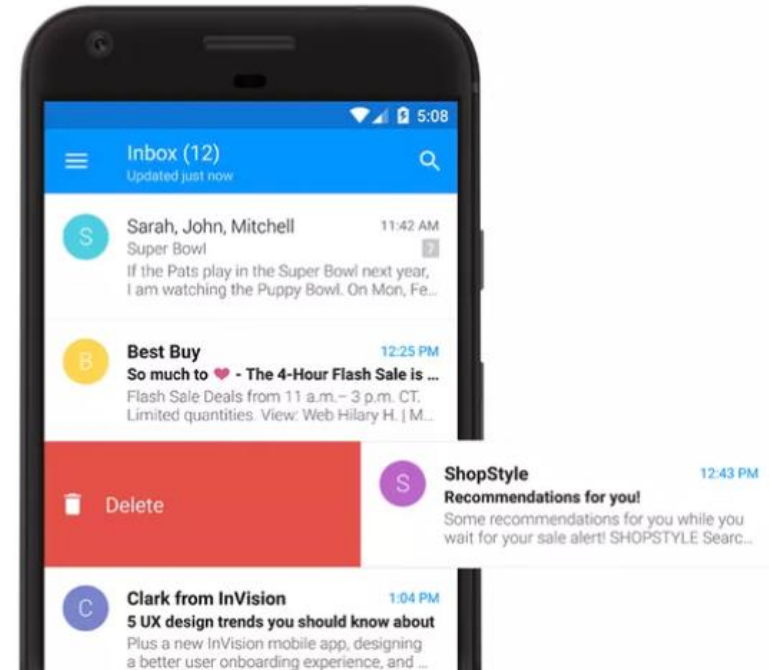 5:08
Inbox (12)
Updated just now
S
Sarah, John, Mitchell
11:42 AM
Super Bowl
7
If the Pats play in the Super Bowl next year,
I am watching the Puppy Bowl. On Mon, Fe...
B
Best Buy
12:25 PM
So much to ❤ - The 4-Hour Flash Sale is ...
Flash Sale Deals from 11 a.m.– 3 p.m. CT.
Limited quantities. View: Web Hilary H. | M...
Delete
S
ShopStyle
12:43 PM
Recommendations for you!
Some recommendations for you while you
wait for your sale alert! SHOPSTYLE Searc...
C
Clark from InVision
1:04 PM
5 UX design trends you should know about
Plus a new InVision mobile app, designing
a better user onboarding experience, and ...